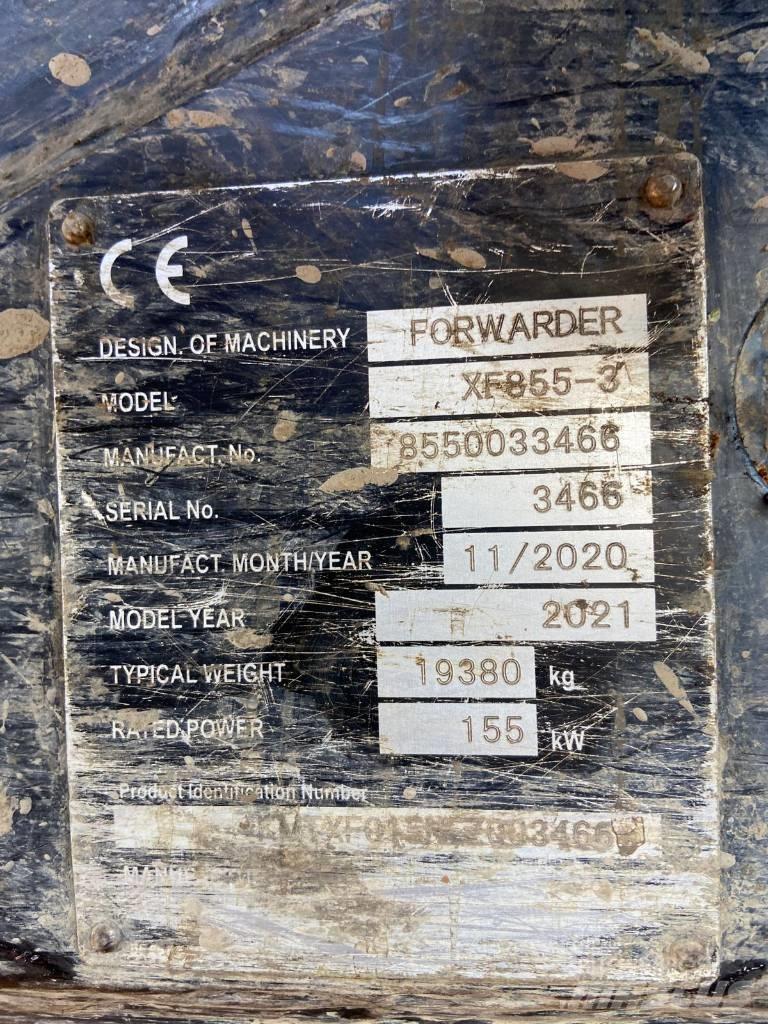 CE
DESIGN. OF MACHINERY FORWARDER
MODEL XF855-3
MANUFACT. No. 8550033466
SERIAL No. 3466
MANUFACT. MONTH/YEAR 11/2020
MODEL YEAR 2021
TYPICAL WEIGHT 19380 kg
RATED POWER 155 kW
Product Identification Number